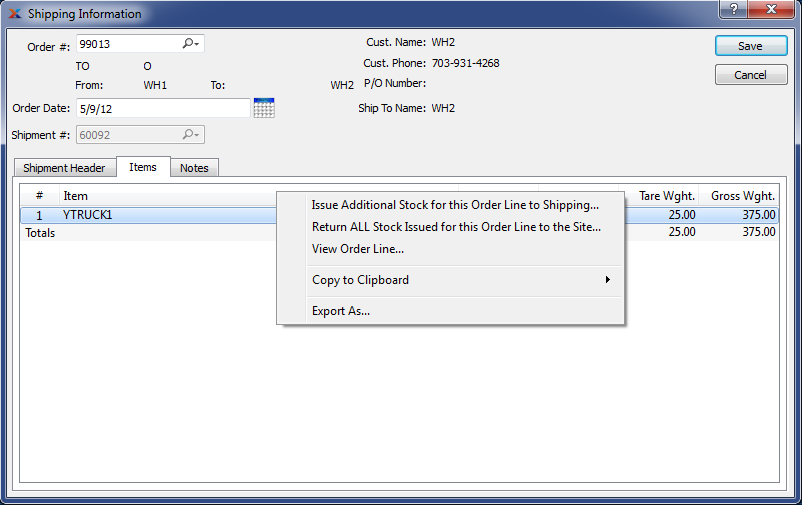 Shipping Information
Order #: 99013 Cust. Name: WH2 Save
TO O Cust. Phone: 703-931-4268 Cancel
From: WH1 To: WH2 P/O Number:
Order Date: 5/9/12 Ship To Name: WH2
Shipment #: 60092
Shipment Header Items Notes
# Item Tare Wght. Gross Wght.
1 YTRUCK1 25.00 375.00
Totals 25.00 375.00
Issue Additional Stock for this Order Line to Shipping...
Return ALL Stock Issued for this Order Line to the Site...
View Order Line...
Copy to Clipboard
Export As...